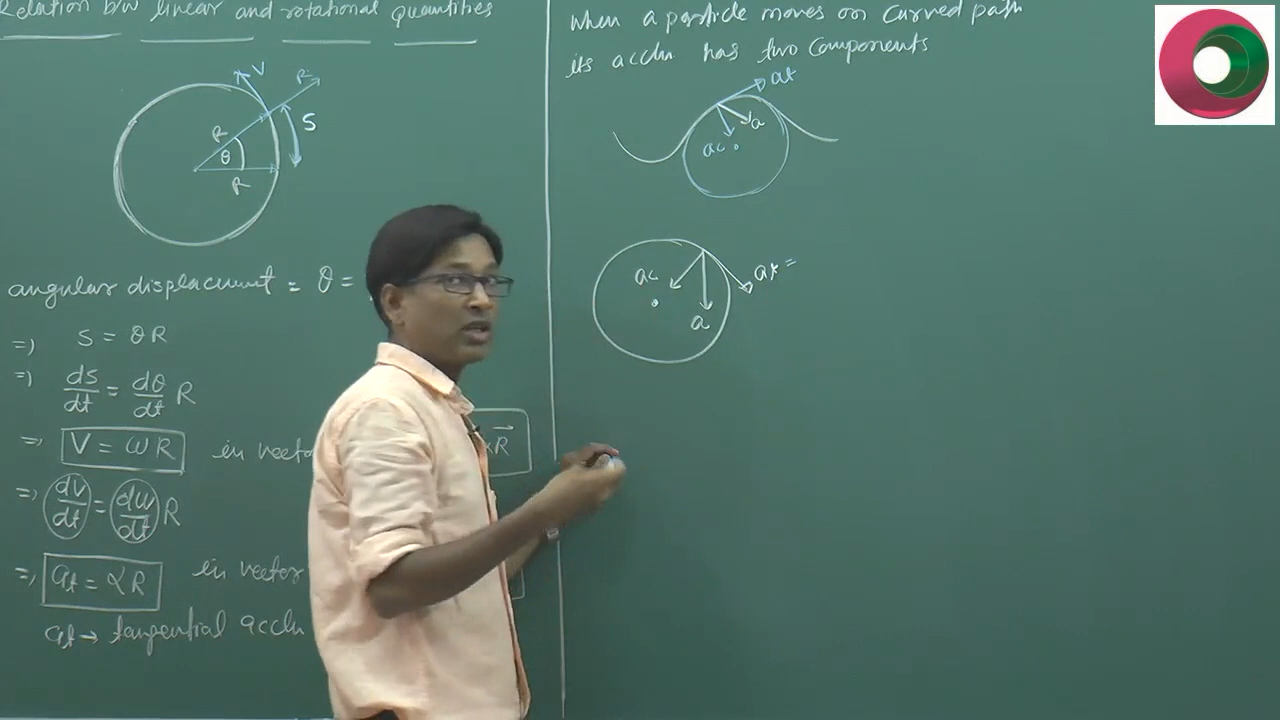 Relation b/w linear and rotational quantities
V
R
S
R
θ
R
angular displacement = θ =
=) S = θR
=) ds/dt = dθ/dt R
=) V = ωR in vecto
×R⃗
=) dv/dt = dω/dt R
=) at = αR in vector
at → tangential accln
When a particle moves on curved path
its accln has two components
at
a
ac
ac
at =
a